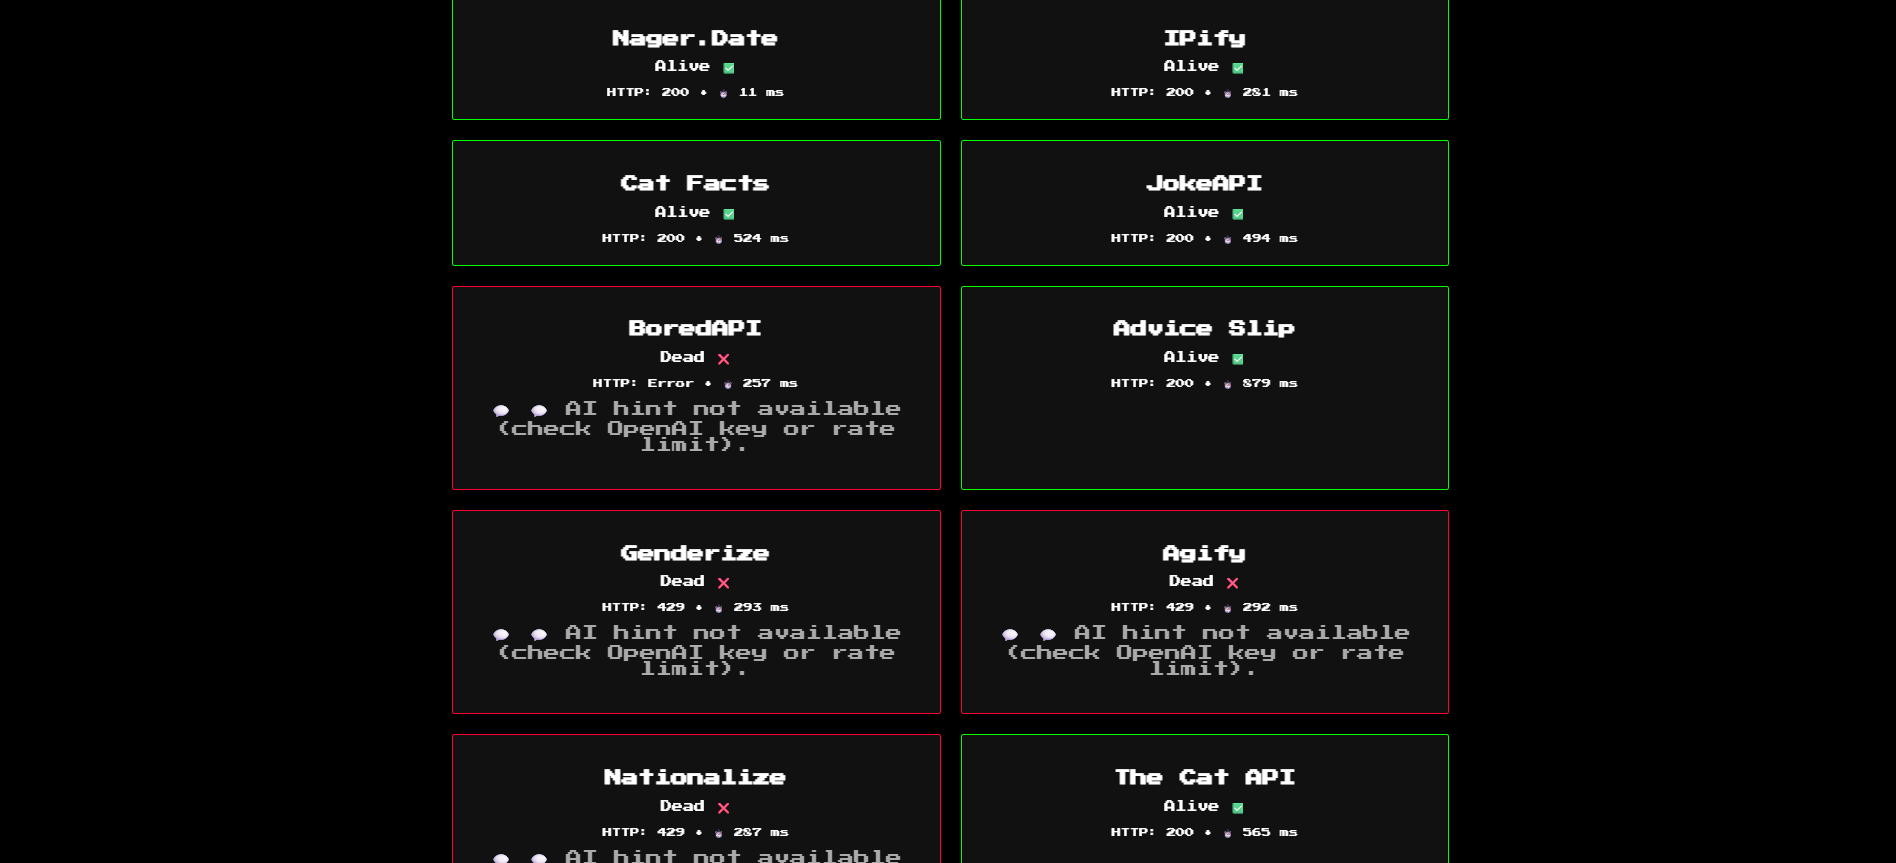 Nager.Date
Alive ✅
HTTP: 200 • 11 ms
IPify
Alive ✅
HTTP: 200 • 281 ms
Cat Facts
Alive ✅
HTTP: 200 • 524 ms
JokeAPI
Alive ✅
HTTP: 200 • 494 ms
BoredAPI
Dead ❌
HTTP: Error • 257 ms
💬 💬 AI hint not available
(check OpenAI key or rate
limit).
Advice Slip
Alive ✅
HTTP: 200 • 879 ms
Genderize
Dead ❌
HTTP: 429 • 293 ms
💬 💬 AI hint not available
(check OpenAI key or rate
limit).
Agify
Dead ❌
HTTP: 429 • 292 ms
💬 💬 AI hint not available
(check OpenAI key or rate
limit).
Nationalize
Dead ❌
HTTP: 429 • 287 ms
💬 💬 AI hint not available
The Cat API
Alive ✅
HTTP: 200 • 565 ms